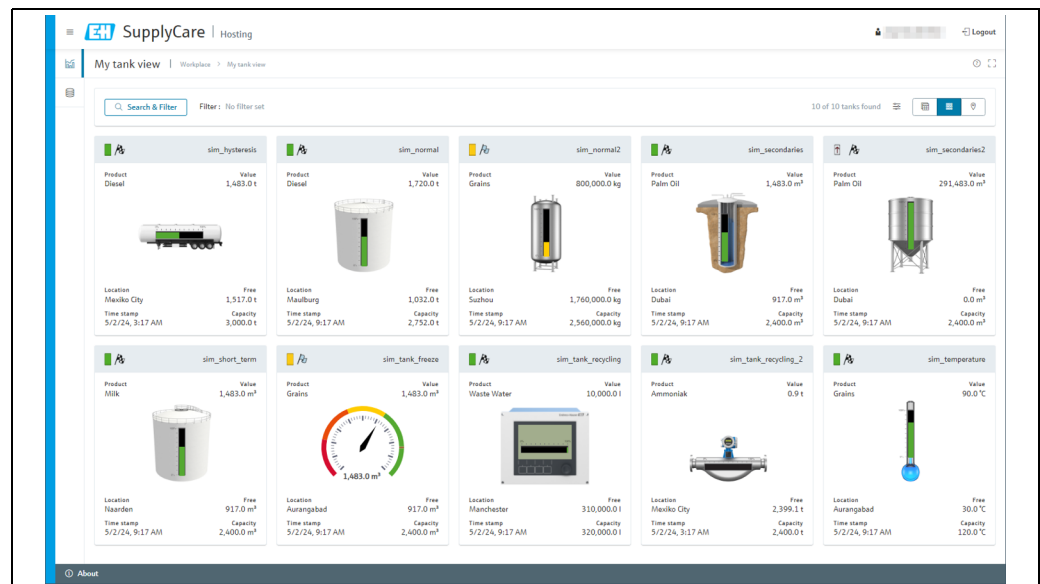 EH SupplyCare | Hosting
Logout
My tank view | Workplace > My tank view
Search & Filter Filter : No filter set 10 of 10 tanks found
sim_hysteresis sim_normal sim_normal2 sim_secondaries sim_secondaries2
Product Value Product Value Product Value Product Value Product Value
Diesel 1,483.0 t Diesel 1,720.0 t Grains 800,000.0 kg Palm Oil 1,483.0 m³ Palm Oil 291,483.0 m³
Location Free Location Free Location Free Location Free Location Free
Mexiko City 1,517.0 t Maulburg 1,032.0 t Suzhou 1,760,000.0 kg Dubai 917.0 m³ Dubai 0.0 m³
Time stamp Capacity Time stamp Capacity Time stamp Capacity Time stamp Capacity Time stamp Capacity
5/2/24, 3:17 AM 3,000.0 t 5/2/24, 9:17 AM 2,752.0 t 5/2/24, 9:17 AM 2,560,000.0 kg 5/2/24, 9:17 AM 2,400.0 m³ 5/2/24, 9:17 AM 2,400.0 m³
sim_short_term sim_tank_freeze sim_tank_recycling sim_tank_recycling_2 sim_temperature
Product Value Product Value Product Value Product Value Product Value
Milk 1,483.0 m³ Grains 1,483.0 m³ Waste Water 10,000.0 l Ammoniak 0.9 t Grains 90.0 °C
1,483.0 m³
Location Free Location Free Location Free Location Free Location Free
Naarden 917.0 m³ Aurangabad 917.0 m³ Manchester 310,000.0 l Mexiko City 2,399.1 t Aurangabad 30.0 °C
Time stamp Capacity Time stamp Capacity Time stamp Capacity Time stamp Capacity Time stamp Capacity
5/2/24, 9:17 AM 2,400.0 m³ 5/2/24, 9:17 AM 2,400.0 m³ 5/2/24, 9:17 AM 320,000.0 l 5/2/24, 3:17 AM 2,400.0 t 5/2/24, 9:17 AM 120.0 °C
About